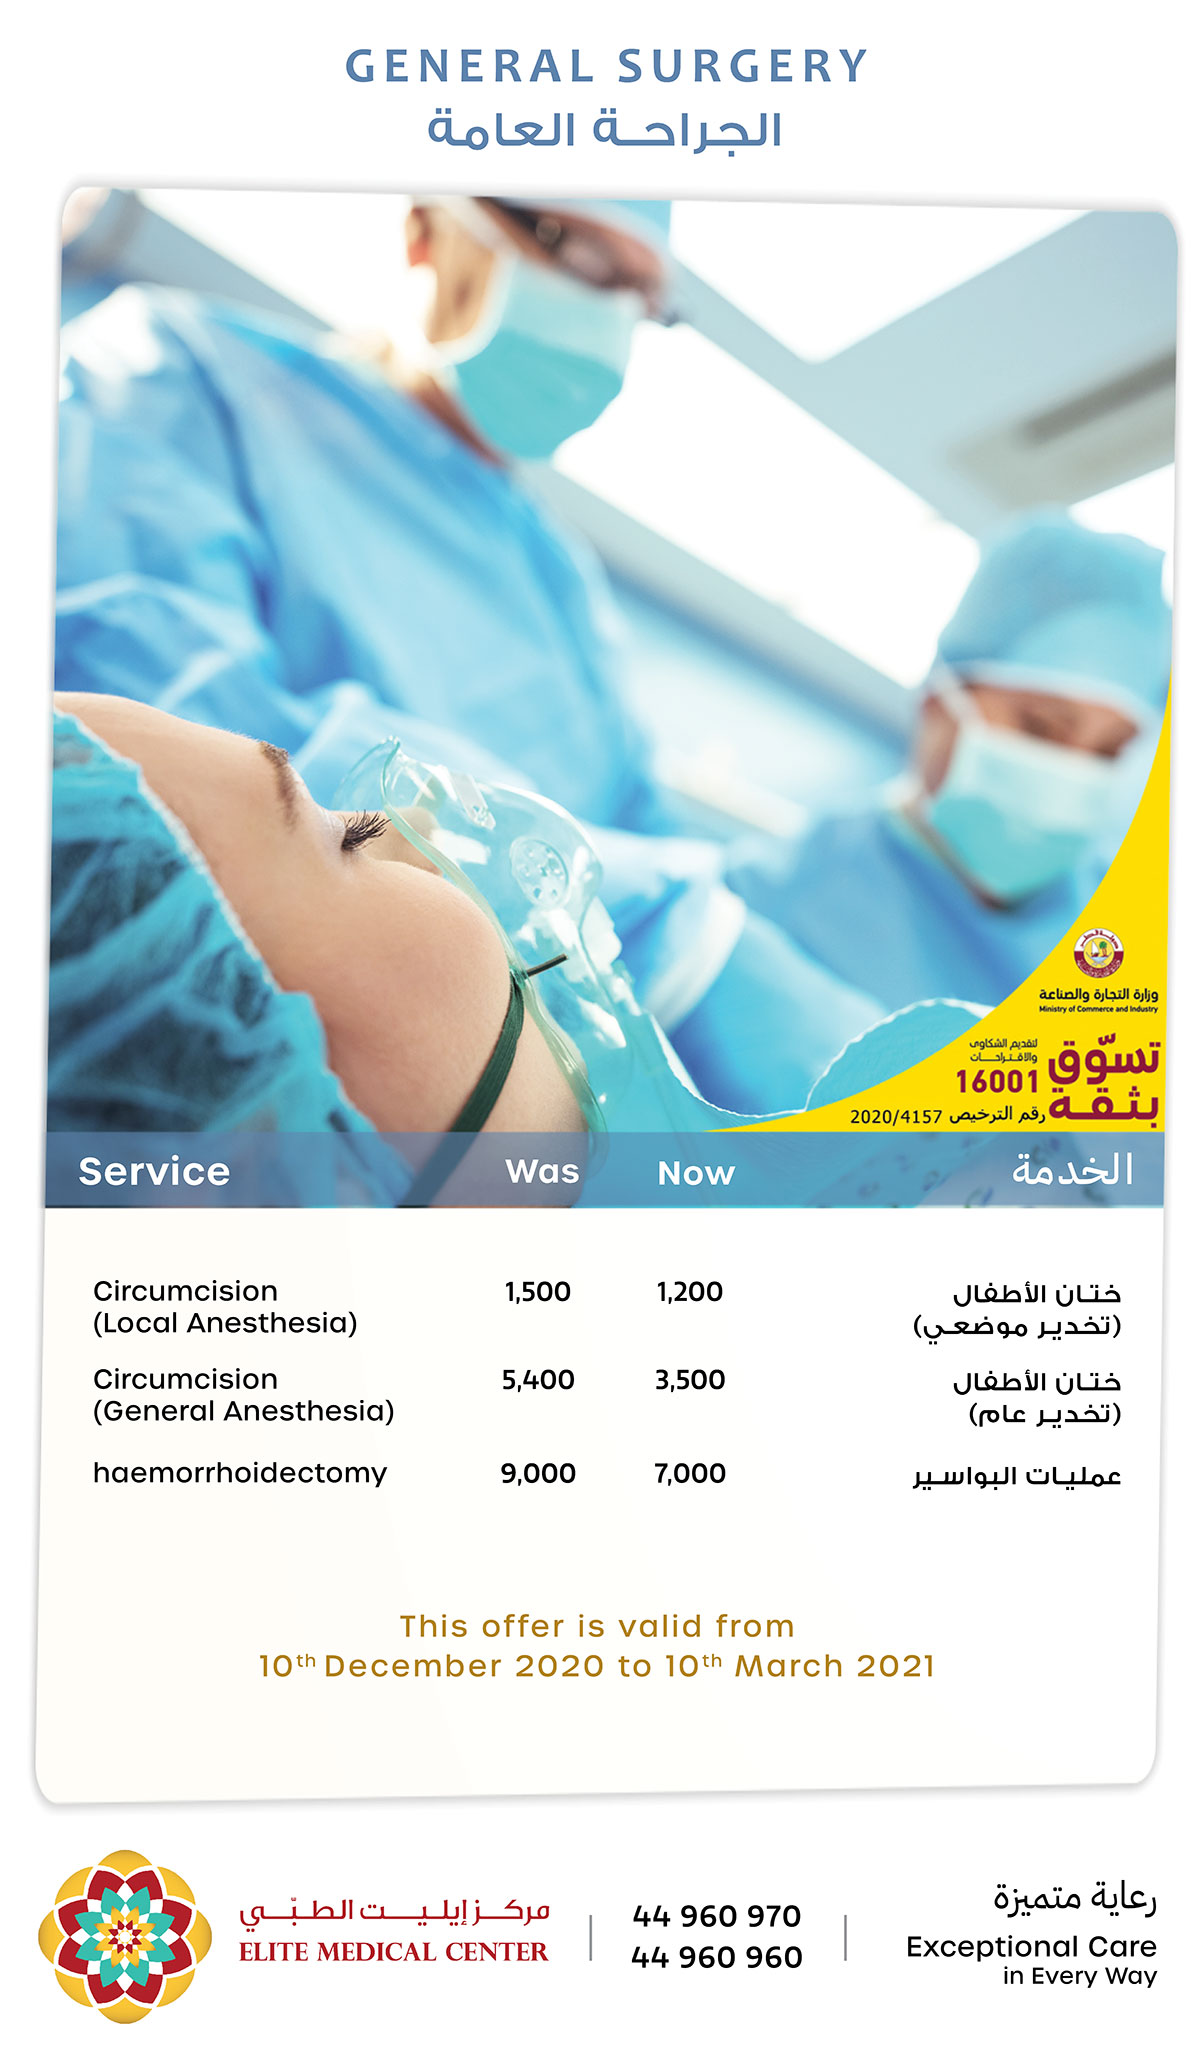 GENERAL SURGERY
الجراحة العامة
وزارة التجارة والصناعة
Ministry of Commerce and Industry
تسوّق
بثقة
لتقديم الشكاوى
والاقتراحات
16001
رقم الترخيص 2020/4157
Service Was Now الخدمة
Circumcision 1,500 1,200 ختان الأطفال
(Local Anesthesia) (تخدير موضعي)
Circumcision 5,400 3,500 ختان الأطفال
(General Anesthesia) (تخدير عام)
haemorrhoidectomy 9,000 7,000 عمليات البواسير
This offer is valid from
10th December 2020 to 10th March 2021
مركز إيليت الطبّي
ELITE MEDICAL CENTER
44 960 970
44 960 960
رعاية متميزة
Exceptional Care
in Every Way